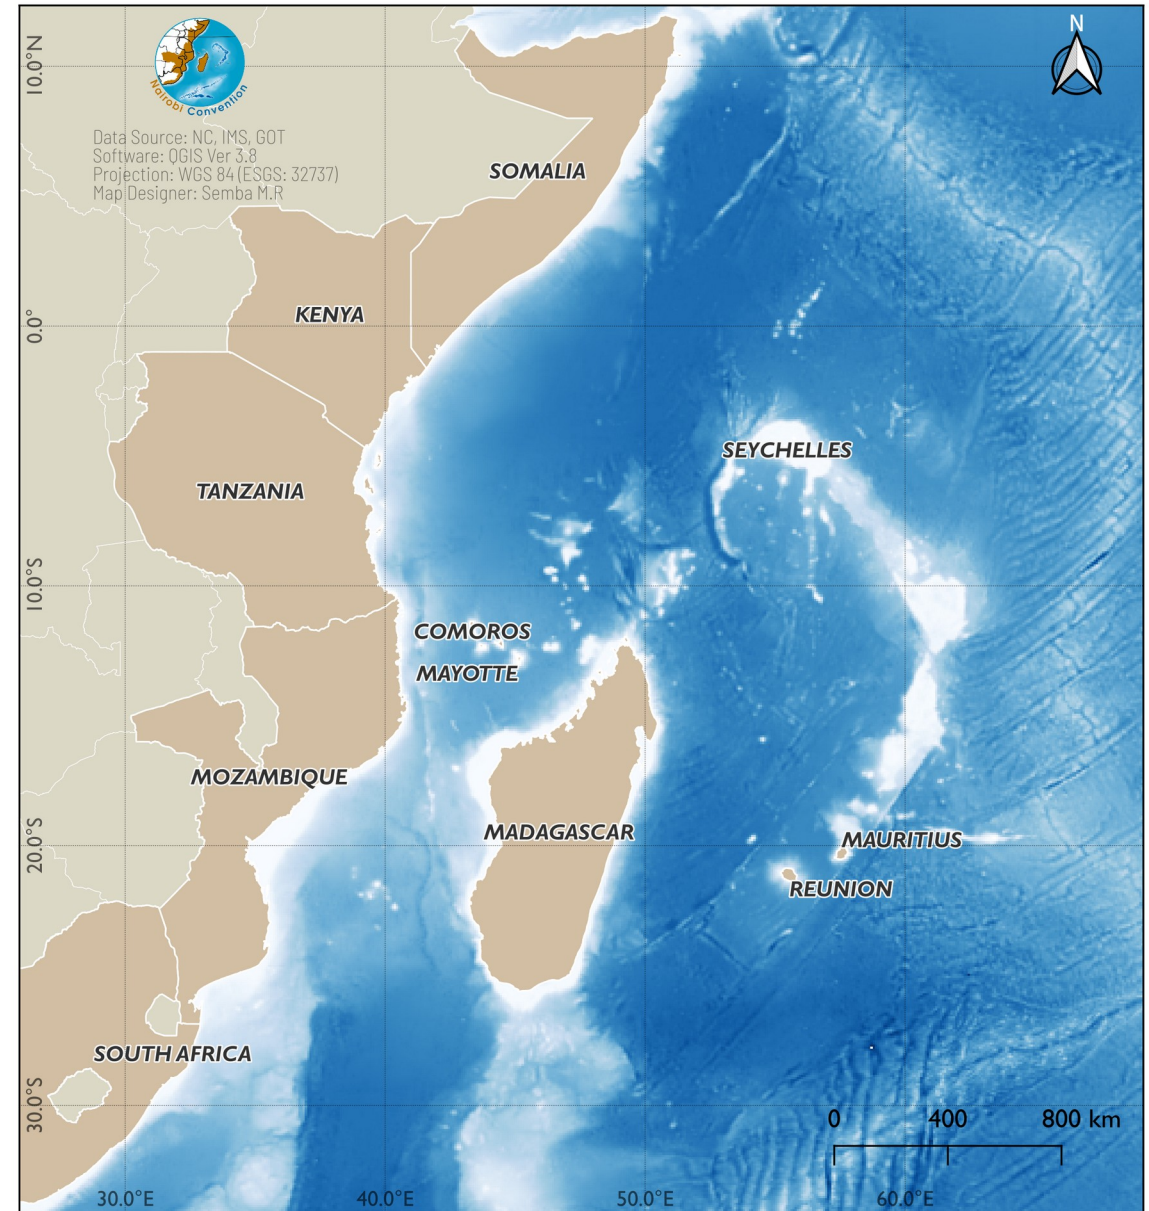 N
10.0°N
Nairobi Convention
Data Source: NC, IMS, GOT
Software: QGIS Ver 3.8
Projection: WGS 84 (ESGS: 32737)
Map Designer: Semba M.R
SOMALIA
KENYA
0.0°
SEYCHELLES
TANZANIA
10.0°S
COMOROS
MAYOTTE
MOZAMBIQUE
MADAGASCAR
MAURITIUS
20.0°S
REUNION
SOUTH AFRICA
30.0°S
0 400 800 km
30.0°E 40.0°E 50.0°E 60.0°E